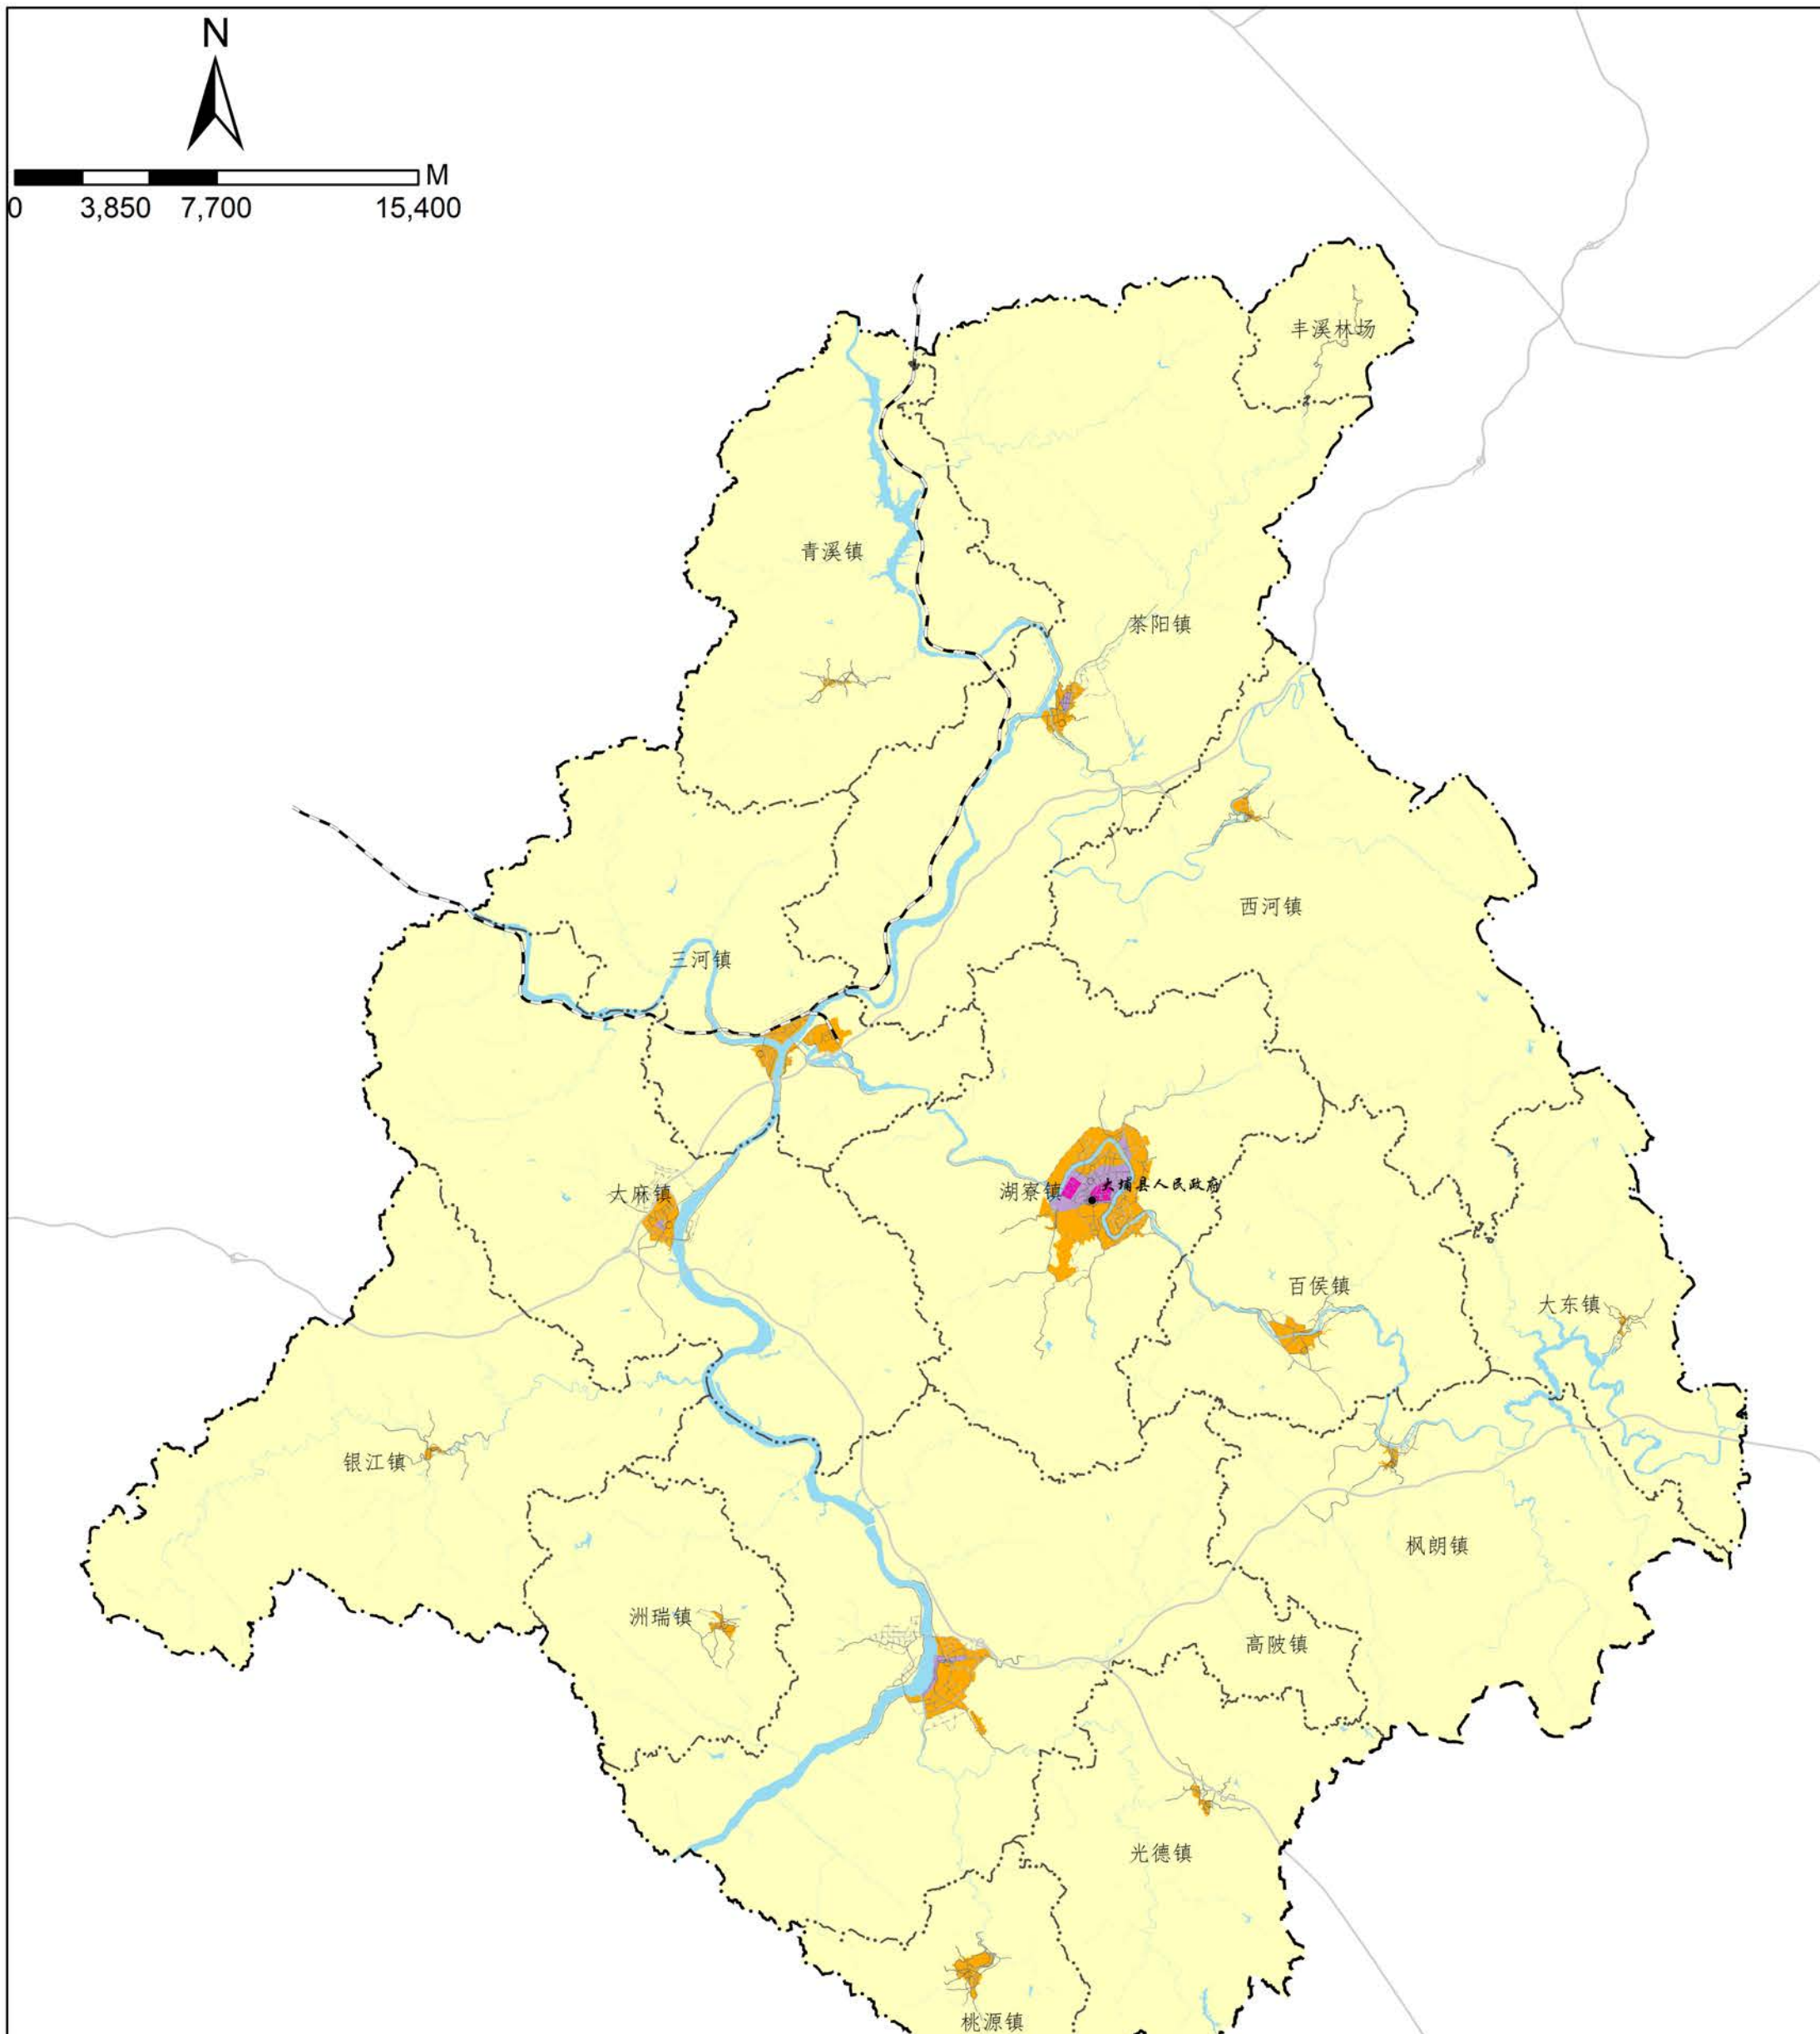 N
M
0 3,850 7,700 15,400
丰溪林场
青溪镇
茶阳镇
西河镇
三河镇
大麻镇
湖寮镇
大埔县人民政府
百侯镇
大东镇
银江镇
枫朗镇
洲瑞镇
高陂镇
光德镇
桃源镇